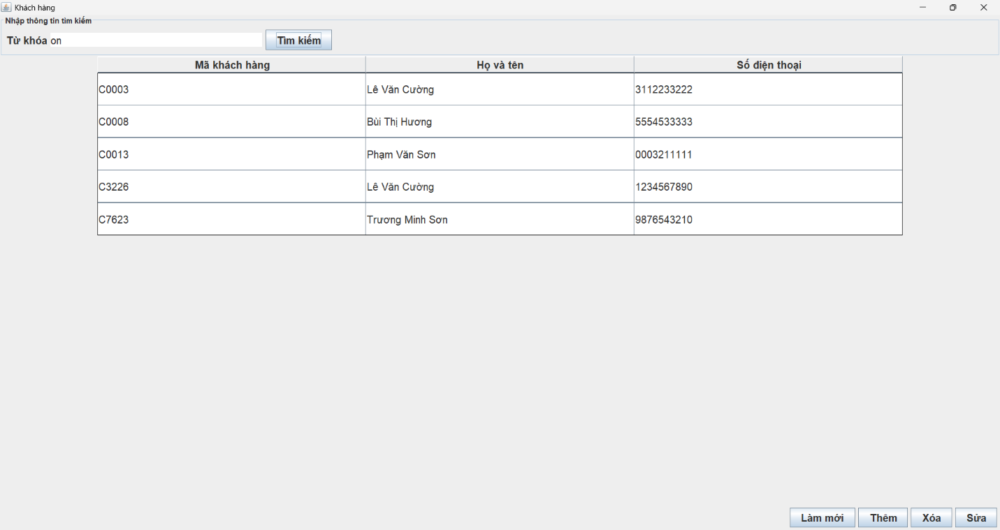 Khách hàng
Nhập thông tin tìm kiếm
Từ khóa on Tìm kiếm
Mã khách hàng Họ và tên Số điện thoại
C0003 Lê Văn Cường 3112233222
C0008 Bùi Thị Hương 5554533333
C0013 Phạm Văn Sơn 0003211111
C3226 Lê Văn Cường 1234567890
C7623 Trương Minh Sơn 9876543210
Làm mới Thêm Xóa Sửa